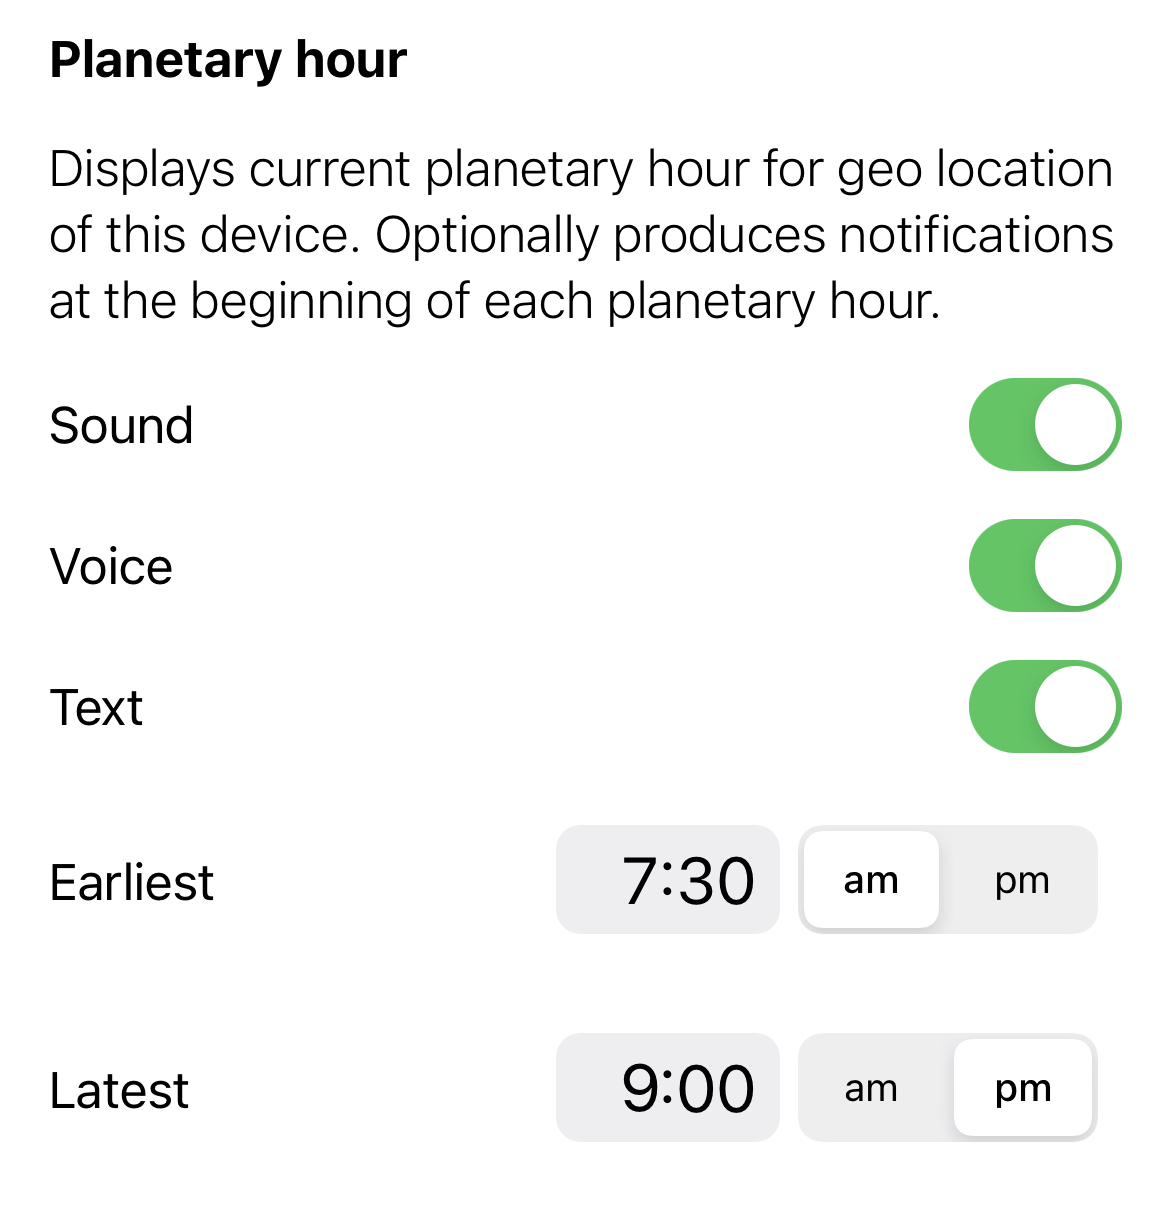 Planetary hour
Displays current planetary hour for geo location
of this device. Optionally produces notifications
at the beginning of each planetary hour.
Sound
Voice
Text
Earliest 7:30 am pm
Latest 9:00 am pm